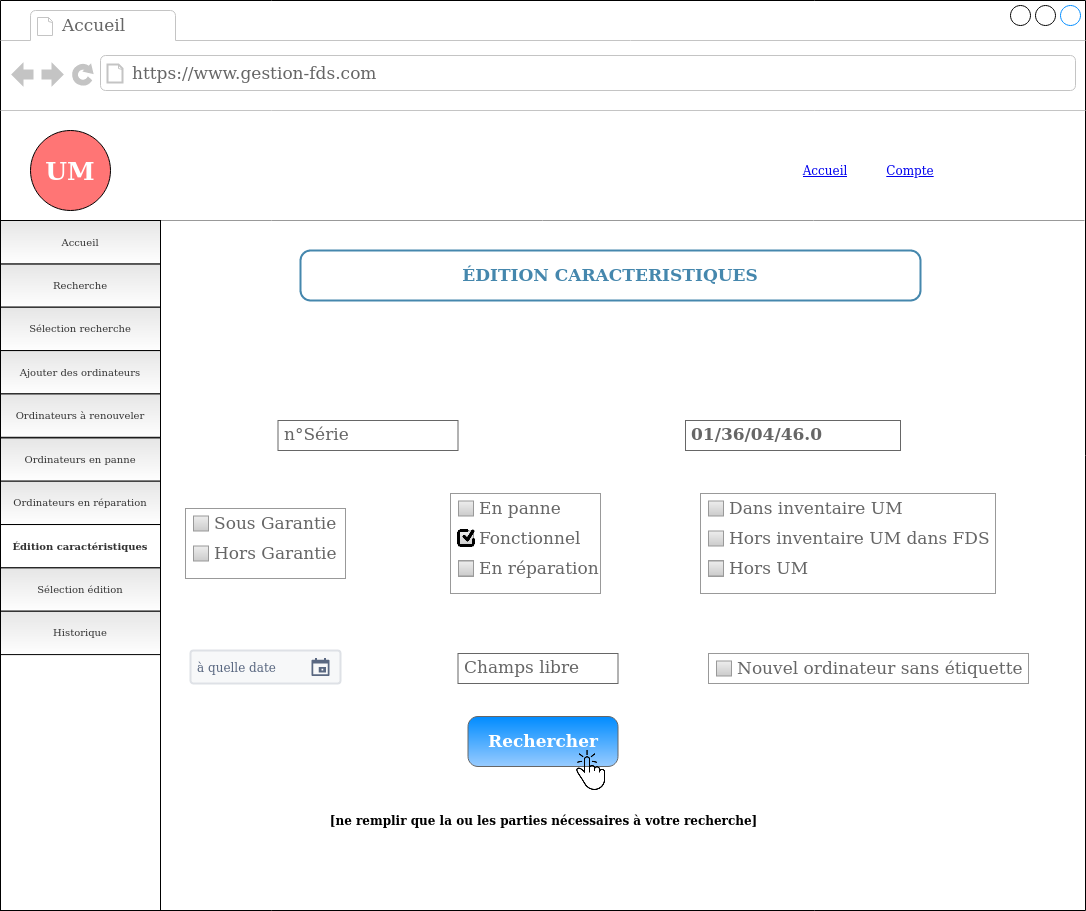 Accueil
https://www.gestion-fds.com
UM
Accueil Compte
Accueil
Recherche
Sélection recherche
Ajouter des ordinateurs
Ordinateurs à renouveler
Ordinateurs en panne
Ordinateurs en réparation
Édition caractéristiques
Sélection édition
Historique
ÉDITION CARACTERISTIQUES
n°Série
01/36/04/46.0
Sous Garantie
Hors Garantie
En panne
Fonctionnel
En réparation
Dans inventaire UM
Hors inventaire UM dans FDS
Hors UM
à quelle date
Champs libre
Nouvel ordinateur sans étiquette
Rechercher
[ne remplir que la ou les parties nécessaires à votre recherche]